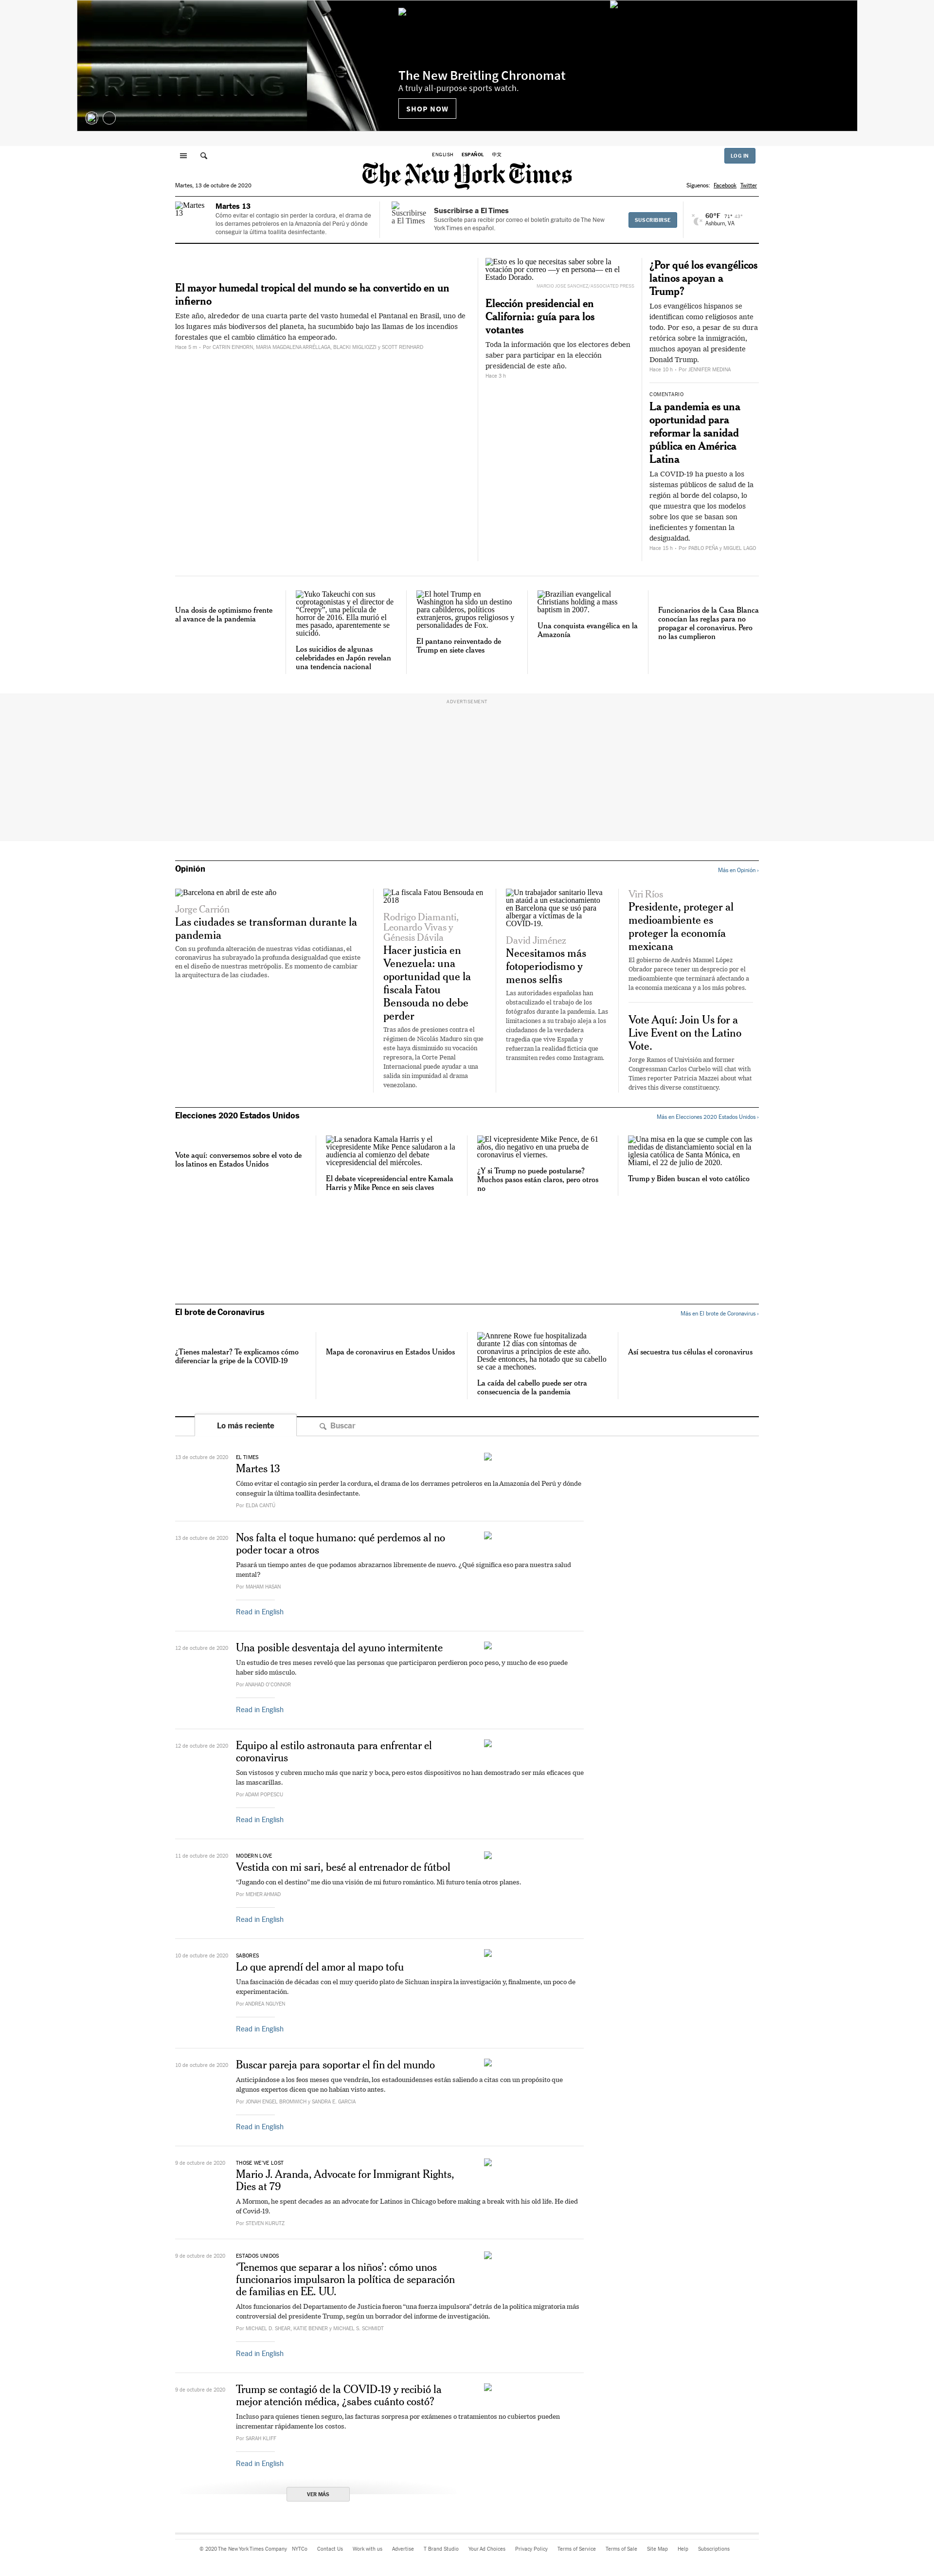 BREITLING
The New Breitling Chronomat
A truly all-purpose sports watch.
SHOP NOW
ENGLISH ESPAÑOL 中文
LOG IN
The New York Times
Martes, 13 de octubre de 2020
Síguenos: Facebook Twitter
Martes 13
Martes 13
Cómo evitar el contagio sin perder la cordura, el drama de
los derrames petroleros en la Amazonía del Perú y dónde
conseguir la última toallita desinfectante.
Suscribirse
a El Times
Suscribirse a El Times
Suscríbete para recibir por correo el boletín gratuito de The New
York Times en español.
SUSCRIBIRSE
60°F 71° 43°
Ashburn, VA
El mayor humedal tropical del mundo se ha convertido en un
infierno
Este año, alrededor de una cuarta parte del vasto humedal el Pantanal en Brasil, uno de
los lugares más biodiversos del planeta, ha sucumbido bajo las llamas de los incendios
forestales que el cambio climático ha empeorado.
Hace 5 m - Por CATRIN EINHORN, MARIA MAGDALENA ARRÉLLAGA, BLACKI MIGLIOZZI y SCOTT REINHARD
Esto es lo que necesitas saber sobre la
votación por correo —y en persona— en el
Estado Dorado.
MARCIO JOSE SANCHEZ/ASSOCIATED PRESS
Elección presidencial en
California: guía para los
votantes
Toda la información que los electores deben
saber para participar en la elección
presidencial de este año.
Hace 3 h
¿Por qué los evangélicos
latinos apoyan a
Trump?
Los evangélicos hispanos se
identifican como religiosos ante
todo. Por eso, a pesar de su dura
retórica sobre la inmigración,
muchos apoyan al presidente
Donald Trump.
Hace 10 h - Por JENNIFER MEDINA
COMENTARIO
La pandemia es una
oportunidad para
reformar la sanidad
pública en América
Latina
La COVID-19 ha puesto a los
sistemas públicos de salud de la
región al borde del colapso, lo
que muestra que los modelos
sobre los que se basan son
ineficientes y fomentan la
desigualdad.
Hace 15 h - Por PABLO PEÑA y MIGUEL LAGO
Una dosis de optimismo frente
al avance de la pandemia
Yuko Takeuchi con sus
coprotagonistas y el director de
“Creepy”, una película de
horror de 2016. Ella murió el
mes pasado, aparentemente se
suicidó.
Los suicidios de algunas
celebridades en Japón revelan
una tendencia nacional
El hotel Trump en
Washington ha sido un destino
para cabilderos, políticos
extranjeros, grupos religiosos y
personalidades de Fox.
El pantano reinventado de
Trump en siete claves
Brazilian evangelical
Christians holding a mass
baptism in 2007.
Una conquista evangélica en la
Amazonía
Funcionarios de la Casa Blanca
conocían las reglas para no
propagar el coronavirus. Pero
no las cumplieron
ADVERTISEMENT
Opinión
Más en Opinión ›
Barcelona en abril de este año
Jorge Carrión
Las ciudades se transforman durante la
pandemia
Con su profunda alteración de nuestras vidas cotidianas, el
coronavirus ha subrayado la profunda desigualdad que existe
en el diseño de nuestras metrópolis. Es momento de cambiar
la arquitectura de las ciudades.
La fiscala Fatou Bensouda en
2018
Rodrigo Diamanti,
Leonardo Vivas y
Génesis Dávila
Hacer justicia en
Venezuela: una
oportunidad que la
fiscala Fatou
Bensouda no debe
perder
Tras años de presiones contra el
régimen de Nicolás Maduro sin que
este haya disminuido su vocación
represora, la Corte Penal
Internacional puede ayudar a una
salida sin impunidad al drama
venezolano.
Un trabajador sanitario lleva
un ataúd a un estacionamiento
en Barcelona que se usó para
albergar a víctimas de la
COVID-19.
David Jiménez
Necesitamos más
fotoperiodismo y
menos selfis
Las autoridades españolas han
obstaculizado el trabajo de los
fotógrafos durante la pandemia. Las
limitaciones a su trabajo aleja a los
ciudadanos de la verdadera
tragedia que vive España y
refuerzan la realidad ficticia que
transmiten redes como Instagram.
Viri Ríos
Presidente, proteger al
medioambiente es
proteger la economía
mexicana
El gobierno de Andrés Manuel López
Obrador parece tener un desprecio por el
medioambiente que terminará afectando a
la economía mexicana y a los más pobres.
Vote Aquí: Join Us for a
Live Event on the Latino
Vote.
Jorge Ramos of Univisión and former
Congressman Carlos Curbelo will chat with
Times reporter Patricia Mazzei about what
drives this diverse constituency.
Elecciones 2020 Estados Unidos
Más en Elecciones 2020 Estados Unidos ›
Vote aquí: conversemos sobre el voto de
los latinos en Estados Unidos
La senadora Kamala Harris y el
vicepresidente Mike Pence saludaron a la
audiencia al comienzo del debate
vicepresidencial del miércoles.
El debate vicepresidencial entre Kamala
Harris y Mike Pence en seis claves
El vicepresidente Mike Pence, de 61
años, dio negativo en una prueba de
coronavirus el viernes.
¿Y si Trump no puede postularse?
Muchos pasos están claros, pero otros
no
Una misa en la que se cumple con las
medidas de distanciamiento social en la
iglesia católica de Santa Mónica, en
Miami, el 22 de julio de 2020.
Trump y Biden buscan el voto católico
El brote de Coronavirus
Más en El brote de Coronavirus ›
¿Tienes malestar? Te explicamos cómo
diferenciar la gripe de la COVID-19
Mapa de coronavirus en Estados Unidos
Annrene Rowe fue hospitalizada
durante 12 días con síntomas de
coronavirus a principios de este año.
Desde entonces, ha notado que su cabello
se cae a mechones.
La caída del cabello puede ser otra
consecuencia de la pandemia
Así secuestra tus células el coronavirus
Lo más reciente
Buscar
13 de octubre de 2020
EL TIMES
Martes 13
Cómo evitar el contagio sin perder la cordura, el drama de los derrames petroleros en la Amazonía del Perú y dónde
conseguir la última toallita desinfectante.
Por ELDA CANTÚ
13 de octubre de 2020
Nos falta el toque humano: qué perdemos al no
poder tocar a otros
Pasará un tiempo antes de que podamos abrazarnos libremente de nuevo. ¿Qué significa eso para nuestra salud
mental?
Por MAHAM HASAN
Read in English
12 de octubre de 2020
Una posible desventaja del ayuno intermitente
Un estudio de tres meses reveló que las personas que participaron perdieron poco peso, y mucho de eso puede
haber sido músculo.
Por ANAHAD O'CONNOR
Read in English
12 de octubre de 2020
Equipo al estilo astronauta para enfrentar el
coronavirus
Son vistosos y cubren mucho más que nariz y boca, pero estos dispositivos no han demostrado ser más eficaces que
las mascarillas.
Por ADAM POPESCU
Read in English
11 de octubre de 2020
MODERN LOVE
Vestida con mi sari, besé al entrenador de fútbol
“Jugando con el destino” me dio una visión de mi futuro romántico. Mi futuro tenía otros planes.
Por MEHER AHMAD
Read in English
10 de octubre de 2020
SABORES
Lo que aprendí del amor al mapo tofu
Una fascinación de décadas con el muy querido plato de Sichuan inspira la investigación y, finalmente, un poco de
experimentación.
Por ANDREA NGUYEN
Read in English
10 de octubre de 2020
Buscar pareja para soportar el fin del mundo
Anticipándose a los feos meses que vendrán, los estadounidenses están saliendo a citas con un propósito que
algunos expertos dicen que no habían visto antes.
Por JONAH ENGEL BROMWICH y SANDRA E. GARCIA
Read in English
9 de octubre de 2020
THOSE WE'VE LOST
Mario J. Aranda, Advocate for Immigrant Rights,
Dies at 79
A Mormon, he spent decades as an advocate for Latinos in Chicago before making a break with his old life. He died
of Covid-19.
Por STEVEN KURUTZ
9 de octubre de 2020
ESTADOS UNIDOS
‘Tenemos que separar a los niños’: cómo unos
funcionarios impulsaron la política de separación
de familias en EE. UU.
Altos funcionarios del Departamento de Justicia fueron “una fuerza impulsora” detrás de la política migratoria más
controversial del presidente Trump, según un borrador del informe de investigación.
Por MICHAEL D. SHEAR, KATIE BENNER y MICHAEL S. SCHMIDT
Read in English
9 de octubre de 2020
Trump se contagió de la COVID-19 y recibió la
mejor atención médica, ¿sabes cuánto costó?
Incluso para quienes tienen seguro, las facturas sorpresa por exámenes o tratamientos no cubiertos pueden
incrementar rápidamente los costos.
Por SARAH KLIFF
Read in English
VER MÁS
© 2020 The New York Times Company NYTCo Contact Us Work with us Advertise T Brand Studio Your Ad Choices Privacy Policy Terms of Service Terms of Sale Site Map Help Subscriptions